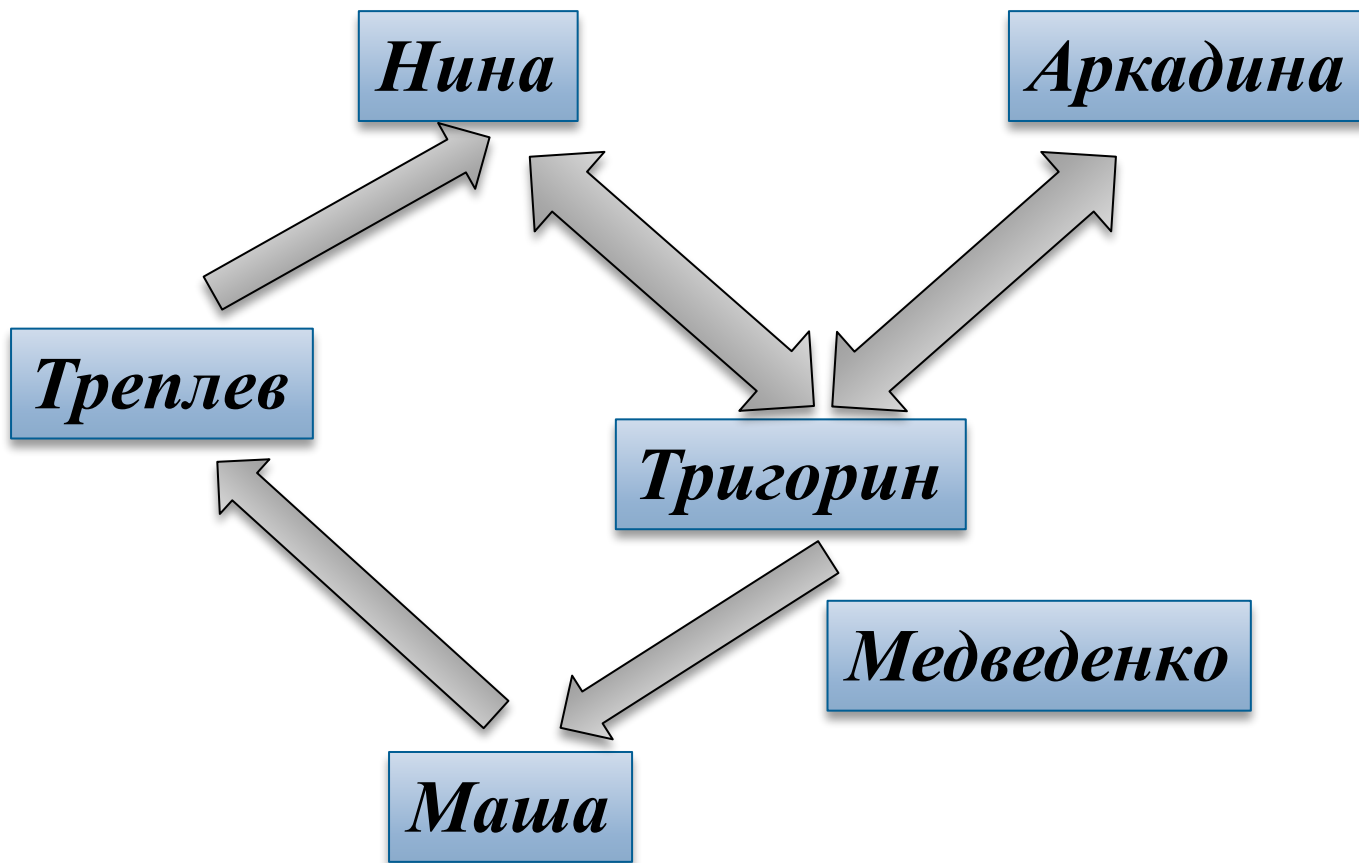 Нина
Аркадина
Треплев
Тригорин
Медведенко
Маша